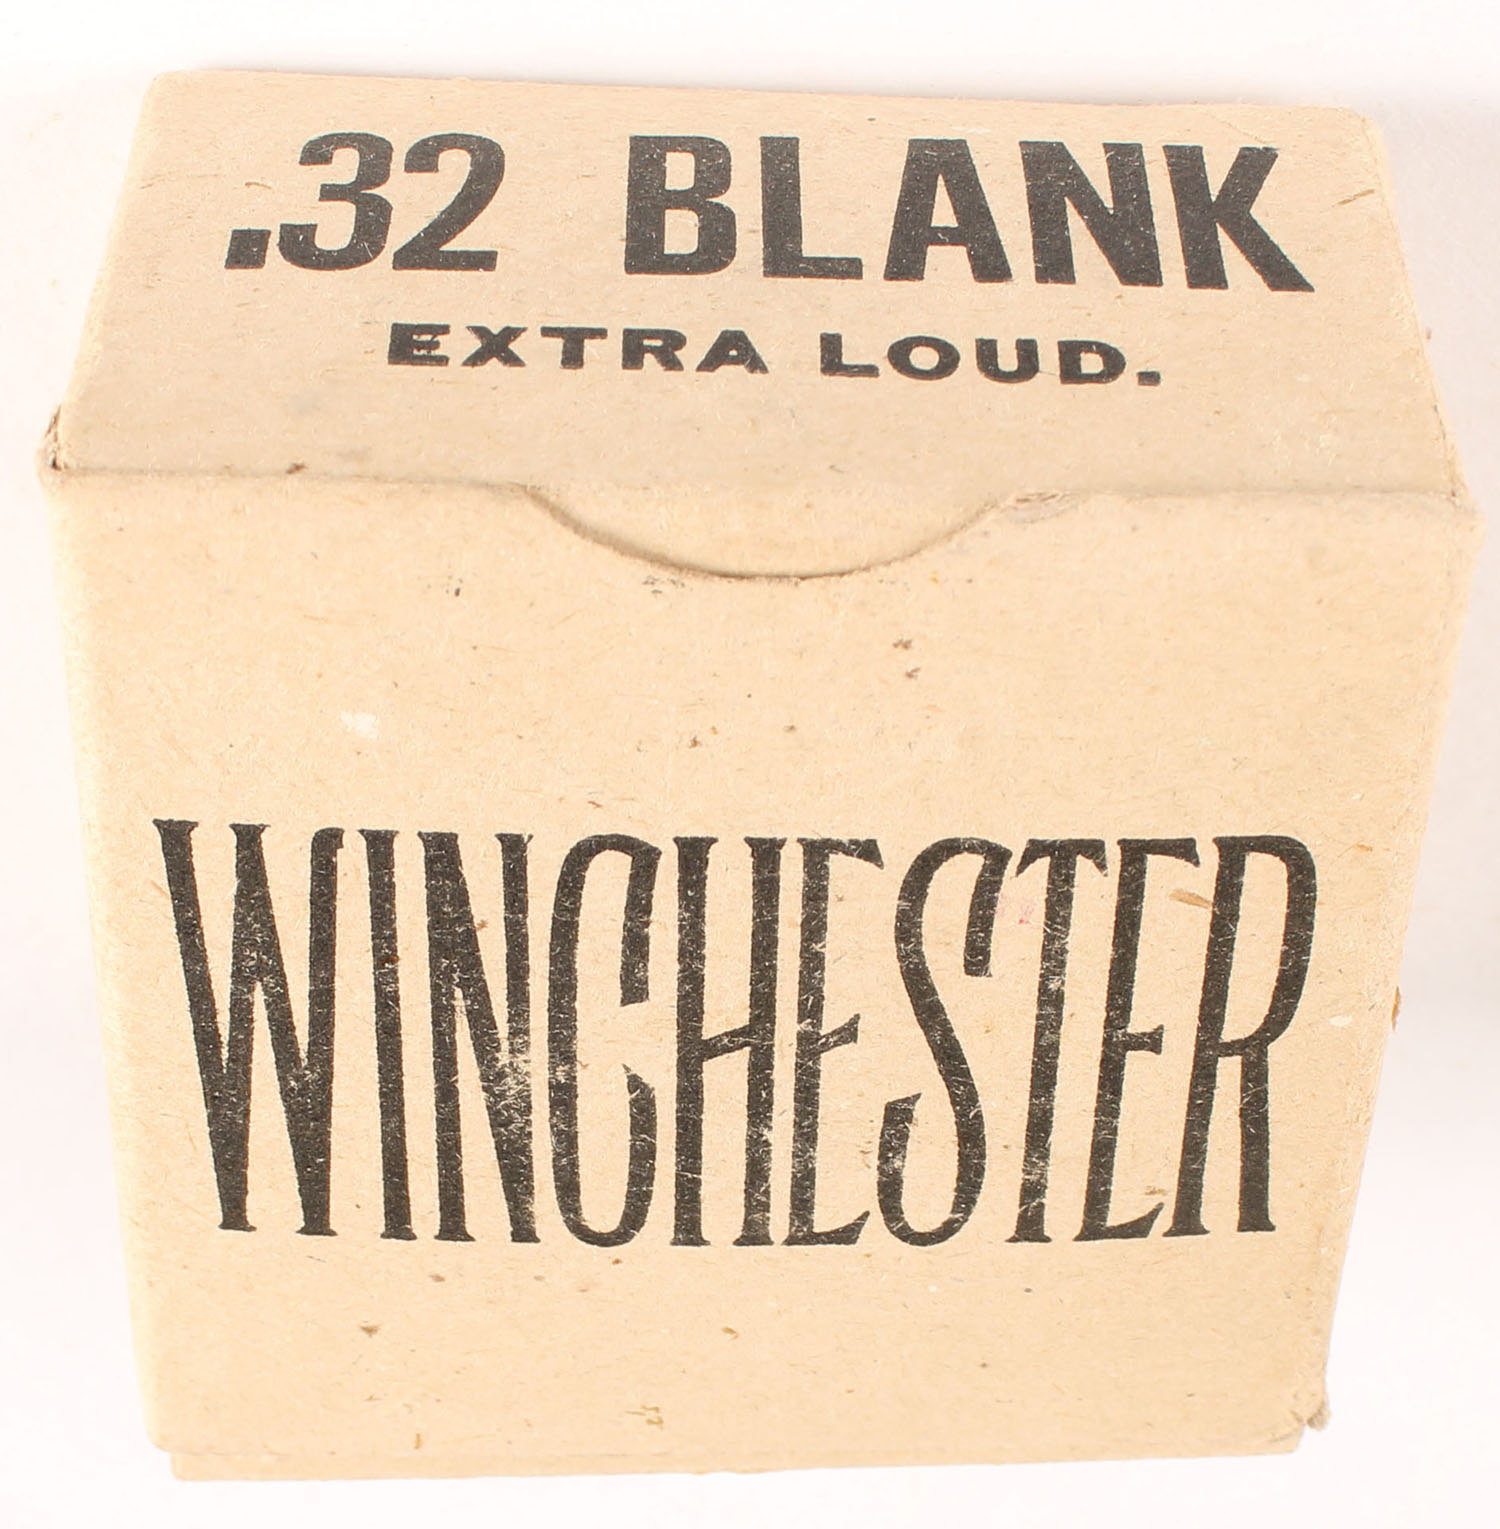 .32 BLANK
EXTRA LOUD.
WINCHESTER